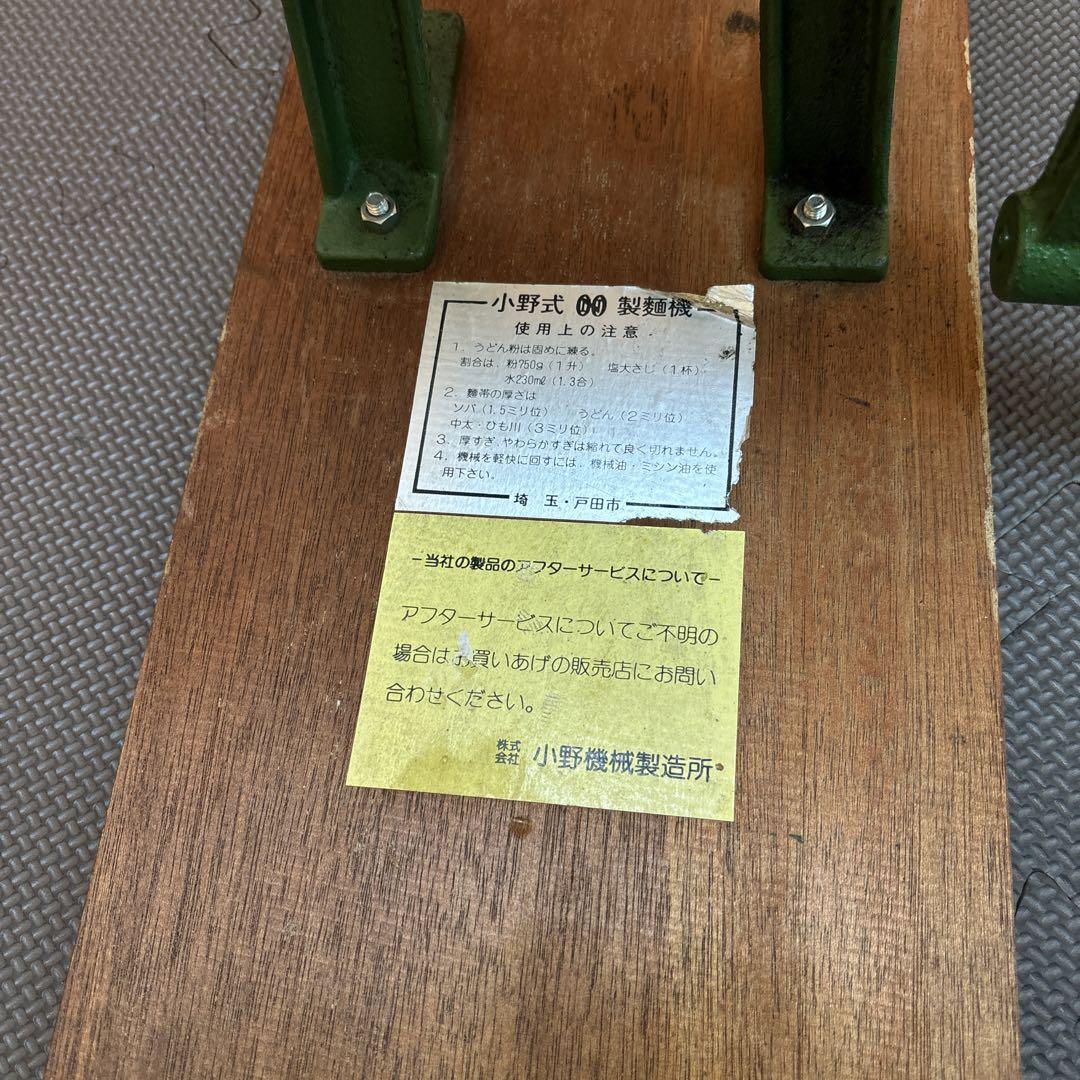 小野式 製麵機
使用上の注意
1. うどん粉は固めに練る。
割合は、粉750g(1升) 塩大さじ(1杯)
水230mℓ(1.3合)
2. 麵帯の厚さは
ソバ(1.5ミリ位) うどん(2ミリ位)
中太・ひも川(3ミリ位)
3. 厚すぎ、やわらかすぎは縮れて良く切れません。
4. 機械を軽快に回すには、機械油・ミシン油を使
用下さい。
埼 玉・戸田市
-当社の製品のアフターサービスについて-
アフターサービスについてご不明の
場合はお買いあげの販売店にお問い
合わせください。
株式会社 小野機械製造所